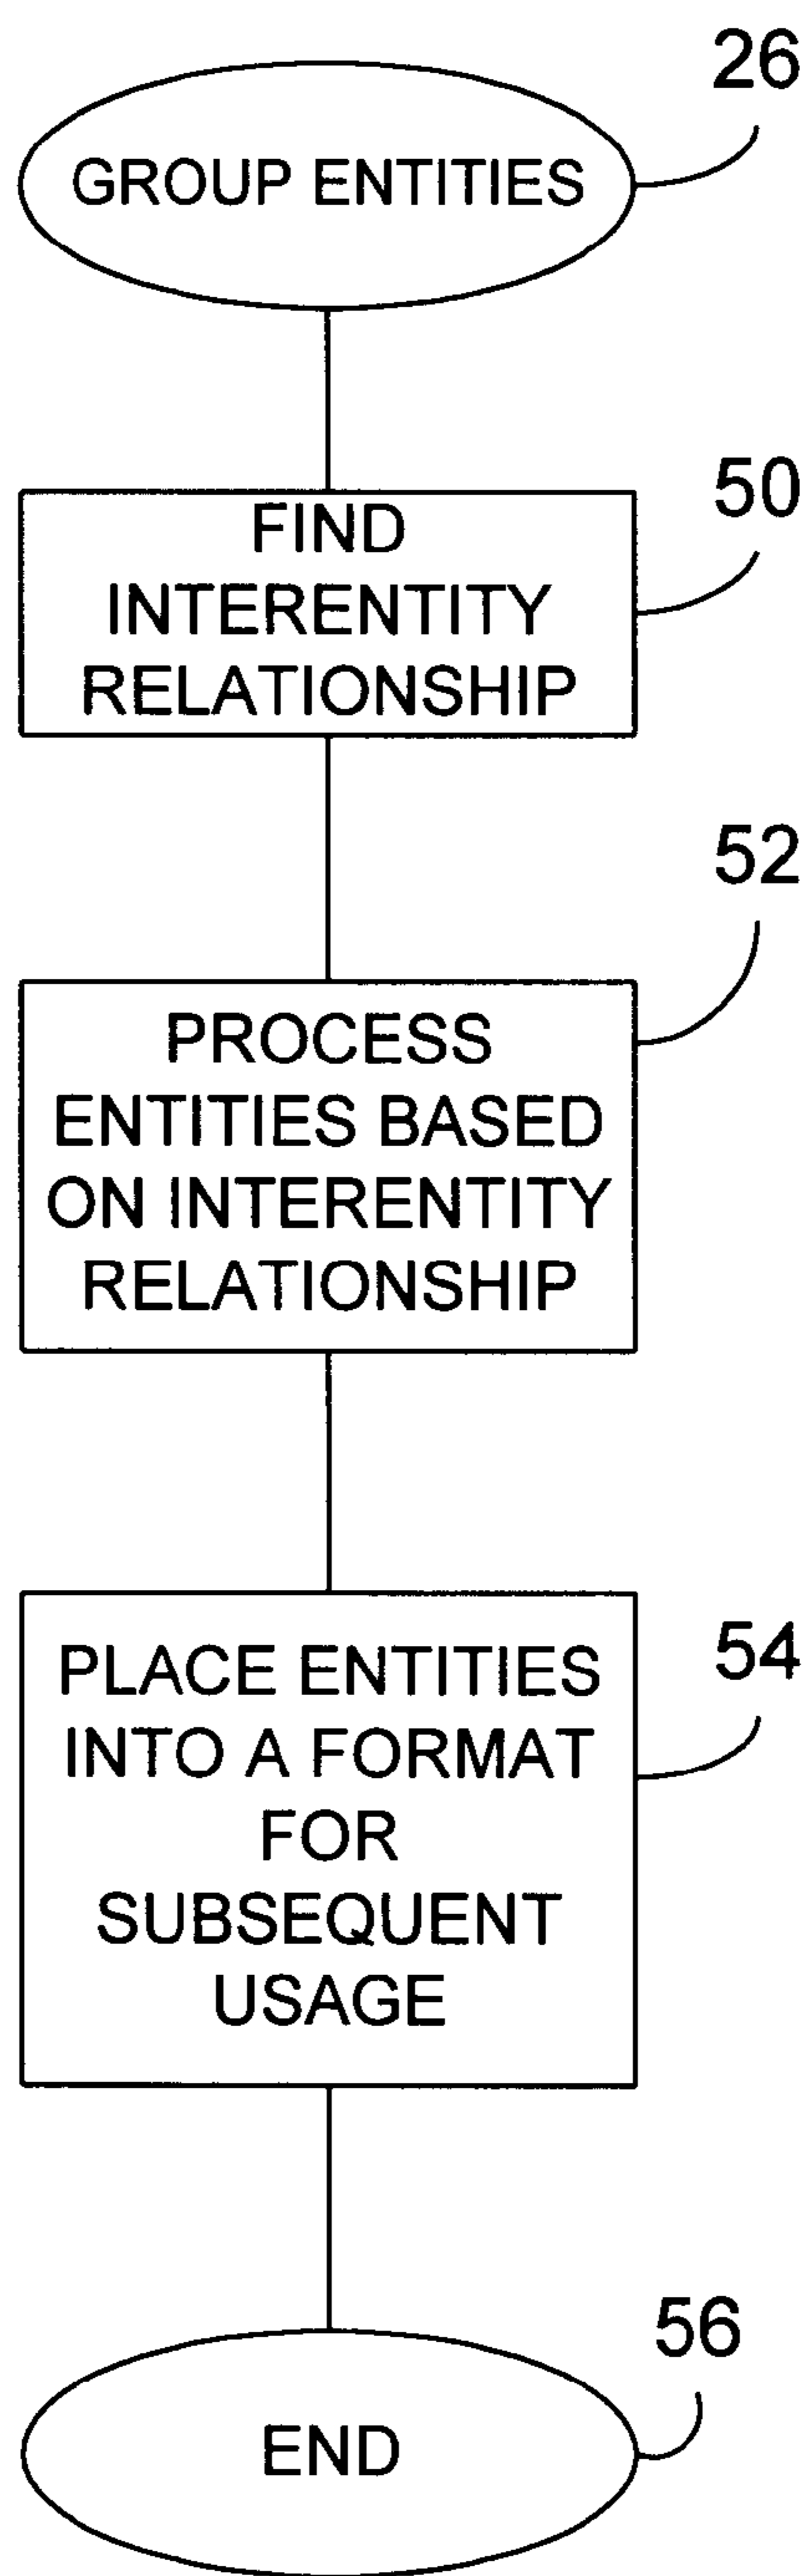 26
GROUP ENTITIES
50
FIND
INTERENTITY
RELATIONSHIP
52
PROCESS
ENTITIES BASED
ON INTERENTITY
RELATIONSHIP
54
PLACE ENTITIES
INTO A FORMAT
FOR
SUBSEQUENT
USAGE
56
END